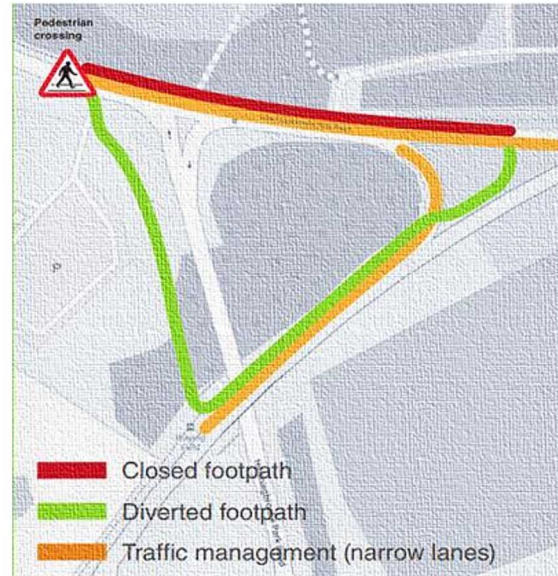 Pedestrian
crossing
P
Closed footpath
Diverted footpath
Traffic management (narrow lanes)